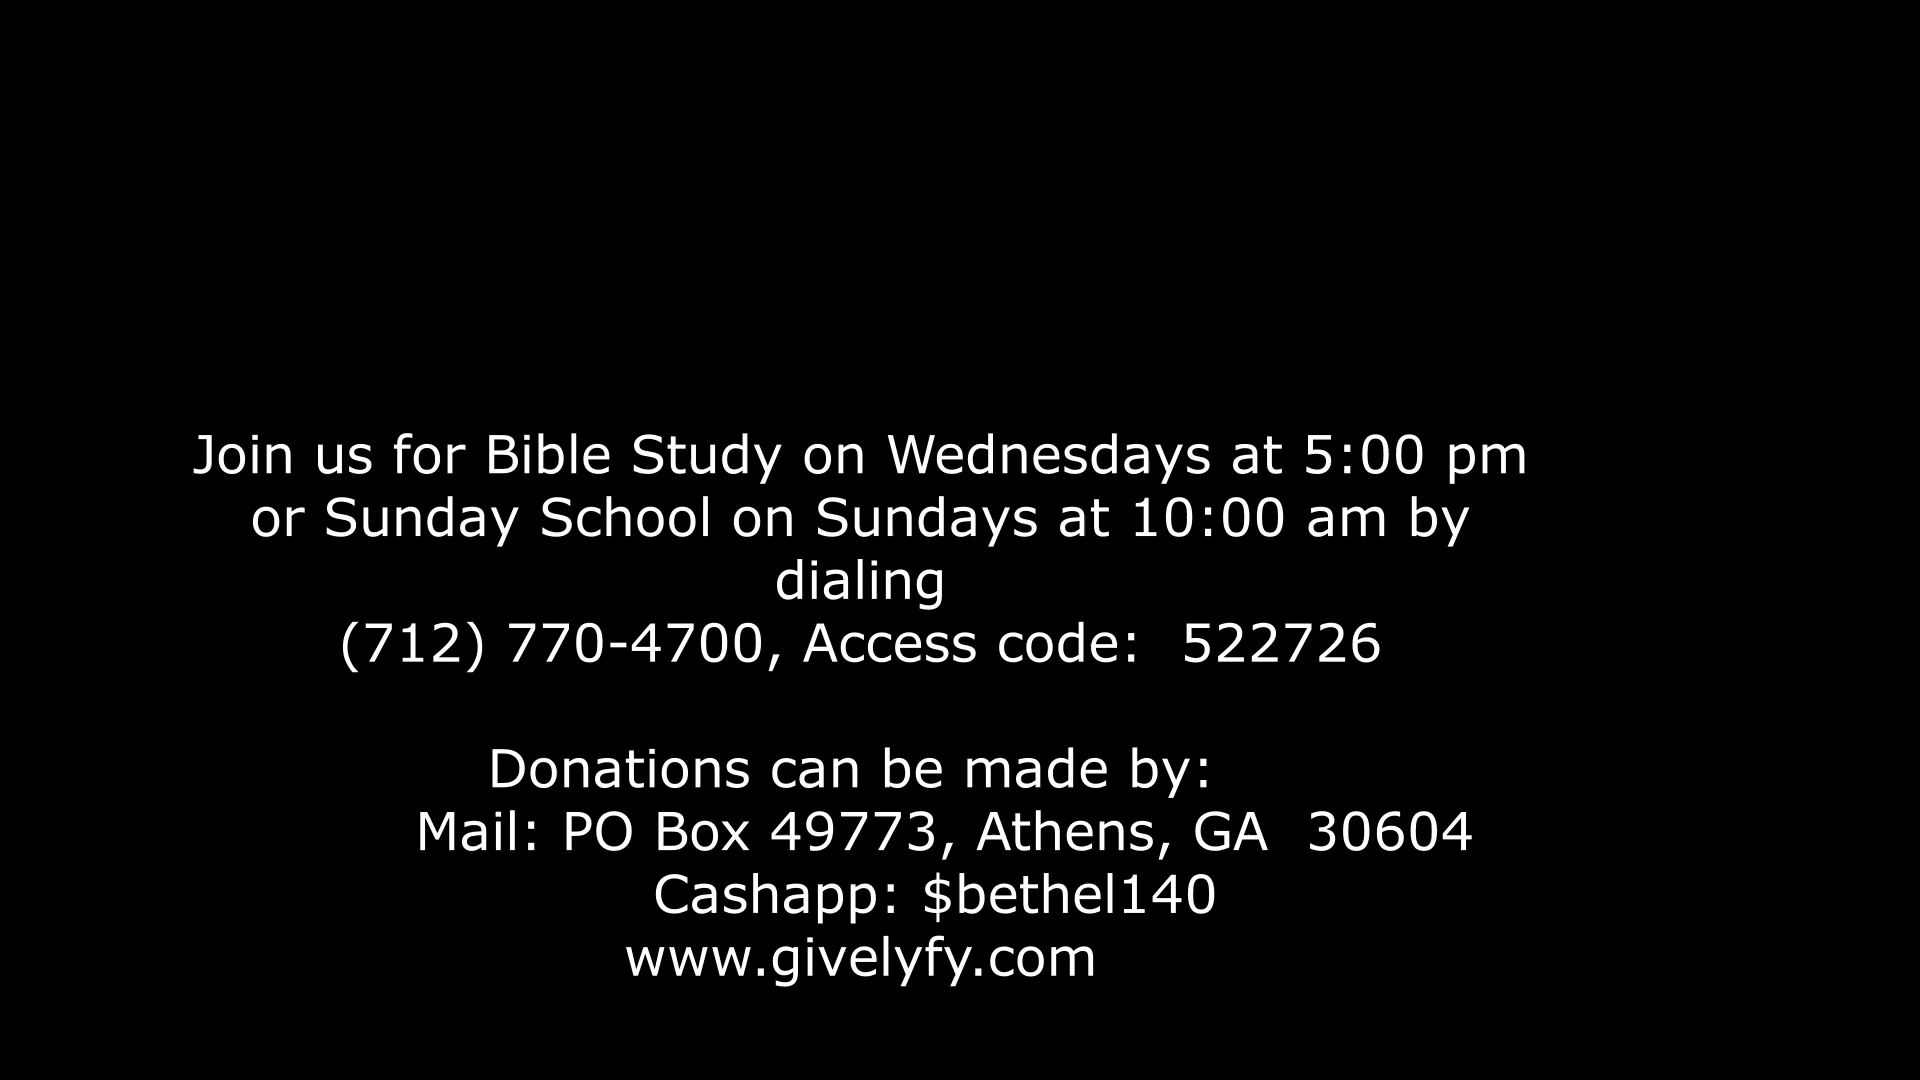 Join us for Bible Study on Wednesdays at 5:00 pm
or Sunday School on Sundays at 10:00 am by
dialing
(712) 770-4700, Access code:  522726
Donations can be made by:
Mail: PO Box 49773, Athens, GA  30604
Cashapp: $bethel140
www.givelyfy.com